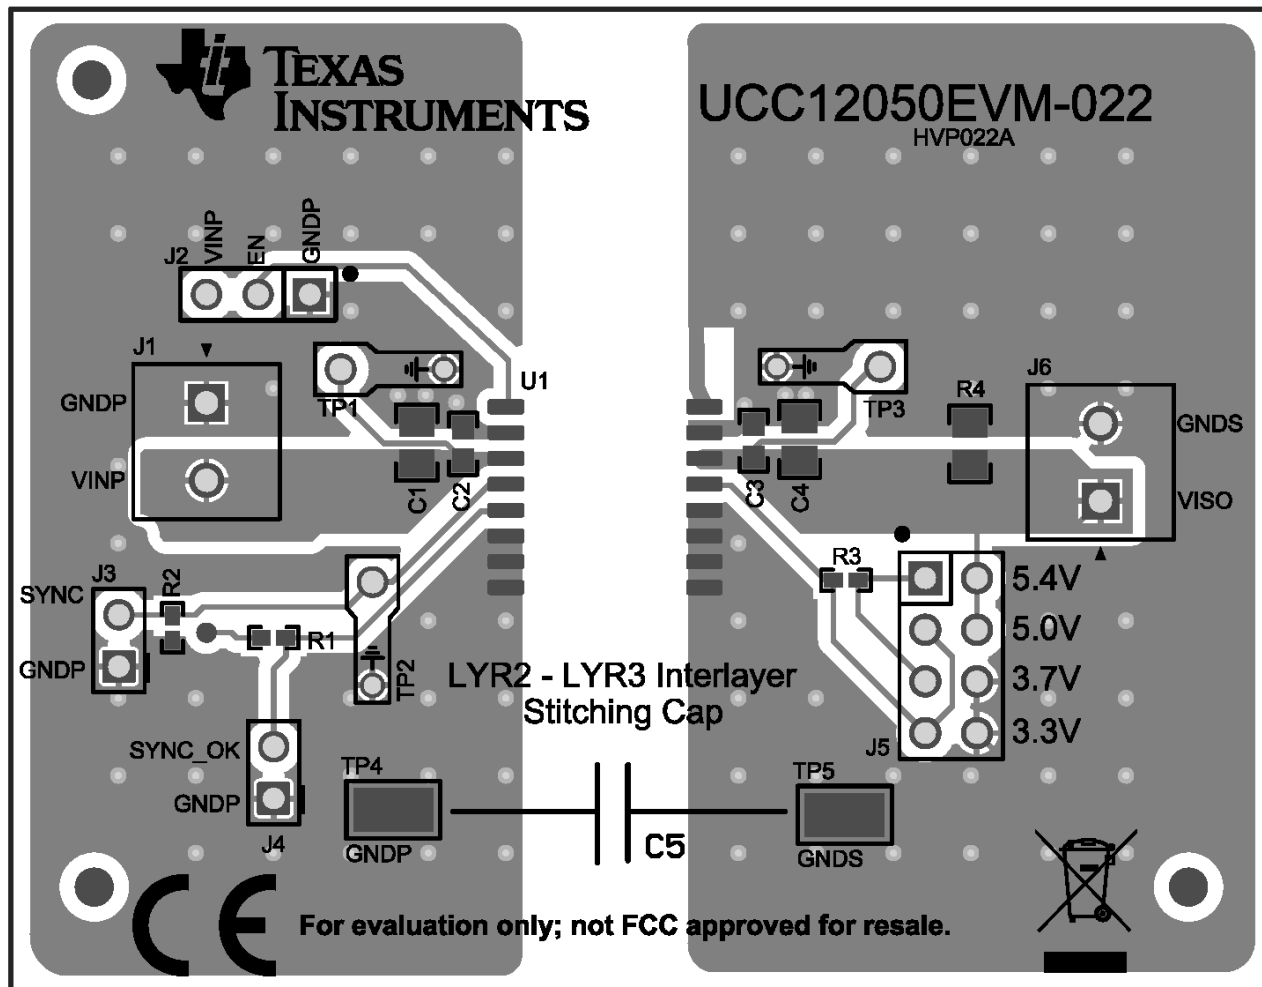 TEXAS
INSTRUMENTS
UCC12050EVM-022
HVP022A
J2
VINP
EN
GNDP
J1
GNDP
VINP
TP1
U1
C1
C2
TP3
R4
J6
GNDS
VISO
C3
C4
J3
SYNC
GNDP
R2
R1
TP2
R3
5.4V
5.0V
3.7V
3.3V
J5
LYR2 - LYR3 Interlayer
Stitching Cap
SYNC_OK
GNDP
J4
TP4
GNDP
C5
TP5
GNDS
CE
For evaluation only; not FCC approved for resale.